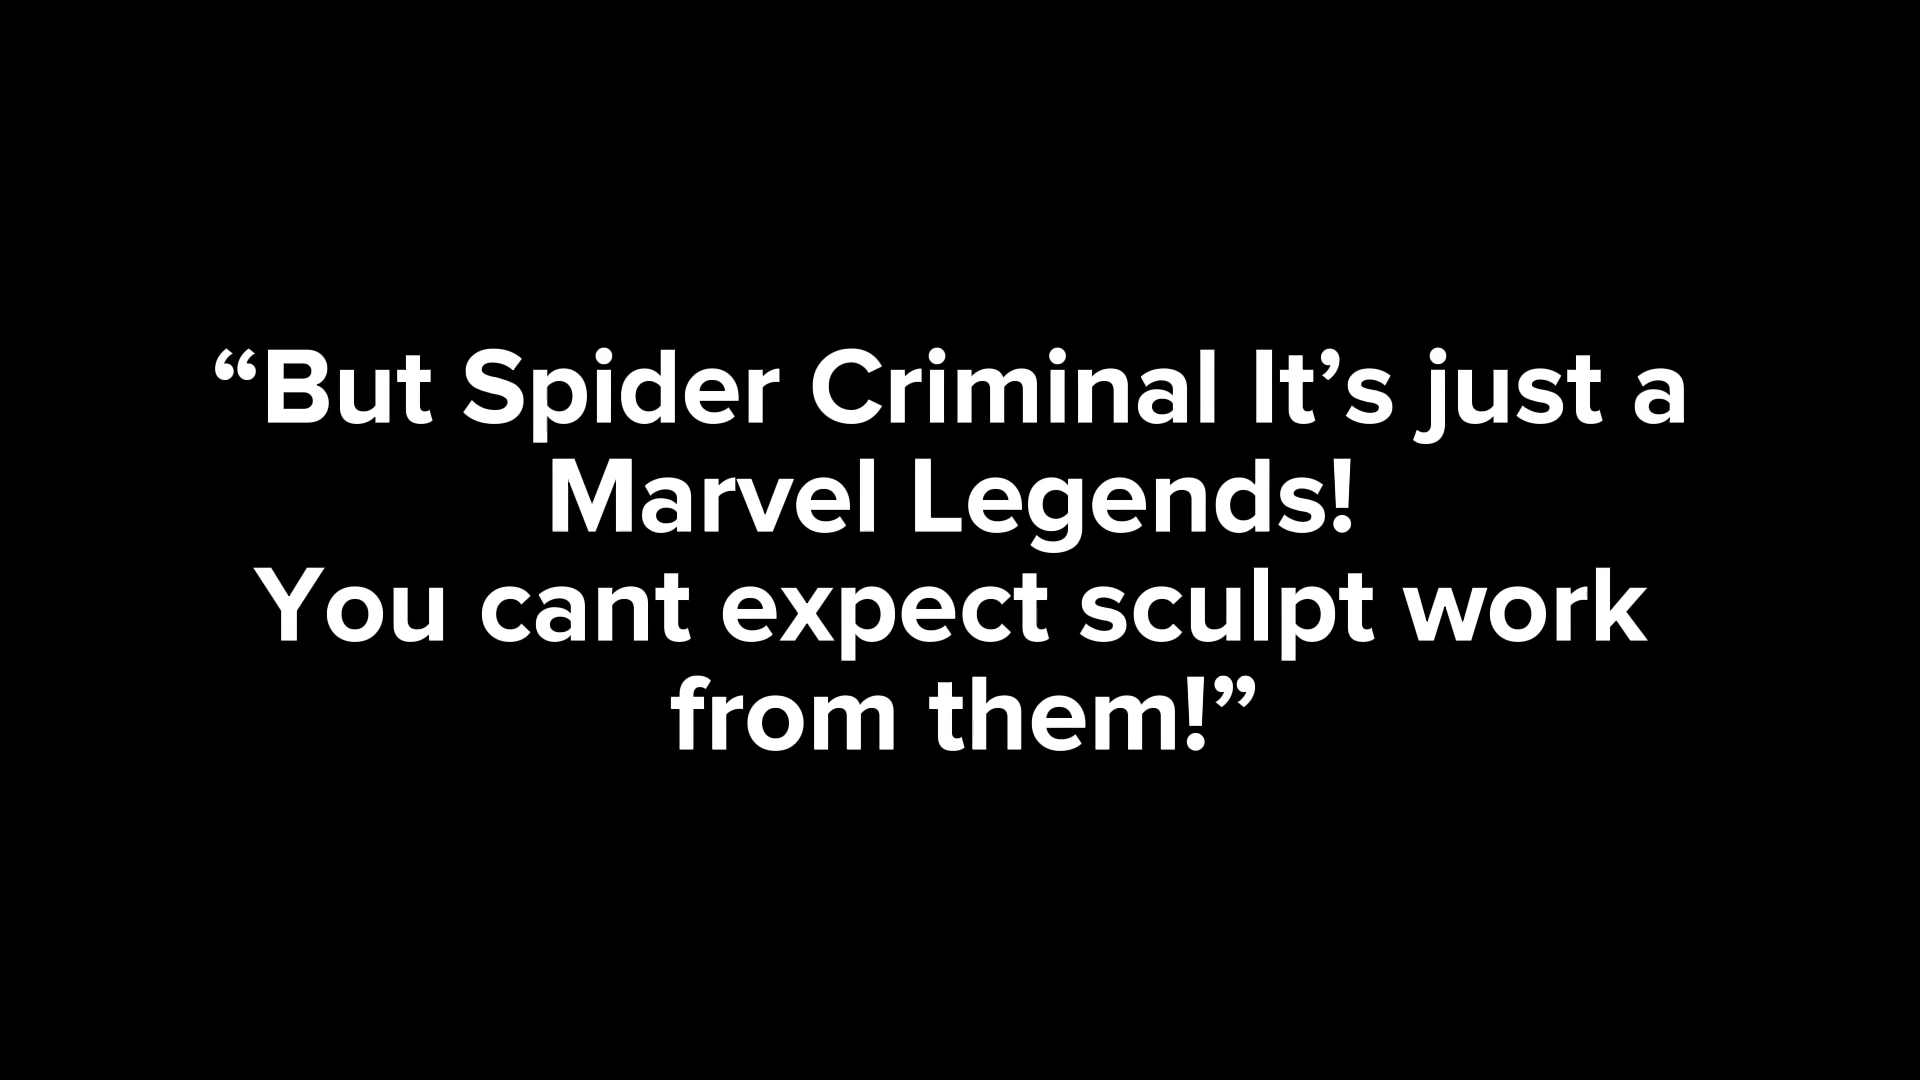 “But Spider Criminal It’s just a
Marvel Legends!
You cant expect sculpt work
from them!”